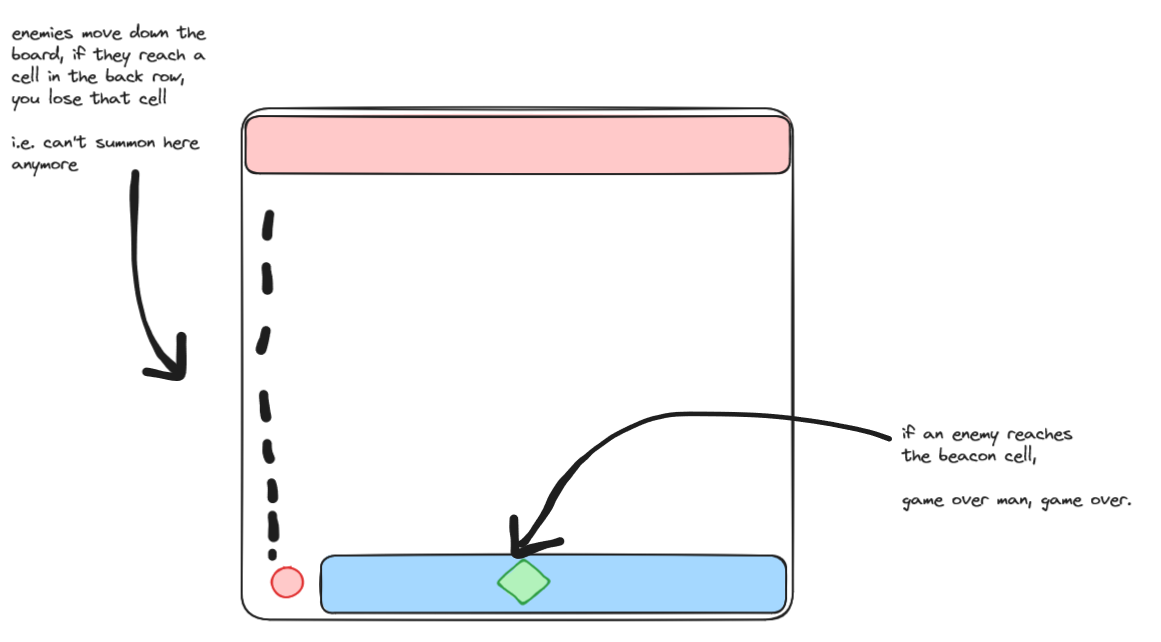 enemies move down the
board, if they reach a
cell in the back row,
you lose that cell
i.e. can't summon here
anymore
if an enemy reaches
the beacon cell,
game over man, game over.